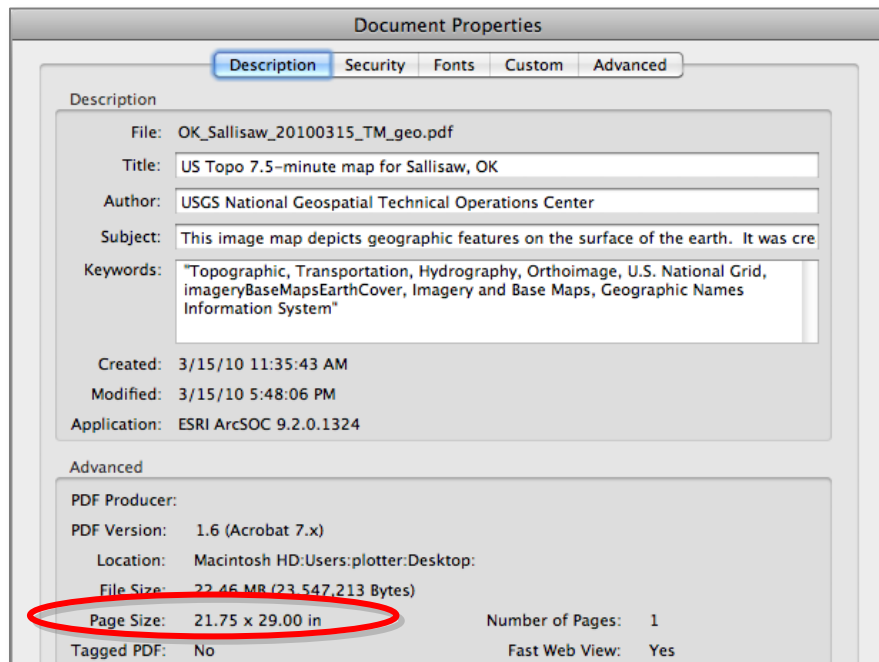 Document Properties
Description Security Fonts Custom Advanced
Description
File: OK_Sallisaw_20100315_TM_geo.pdf
Title: US Topo 7.5-minute map for Sallisaw, OK
Author: USGS National Geospatial Technical Operations Center
Subject: This image map depicts geographic features on the surface of the earth.  It was cre
Keywords: "Topographic, Transportation, Hydrography, Orthoimage, U.S. National Grid,
imageryBaseMapsEarthCover, Imagery and Base Maps, Geographic Names
Information System"
Created: 3/15/10 11:35:43 AM
Modified: 3/15/10 5:48:06 PM
Application: ESRI ArcSOC 9.2.0.1324
Advanced
PDF Producer:
PDF Version: 1.6 (Acrobat 7.x)
Location: Macintosh HD:Users:plotter:Desktop:
File Size: 22.46 MB (23,547,213 Bytes)
Page Size: 21.75 x 29.00 in Number of Pages: 1
Tagged PDF: No Fast Web View: Yes